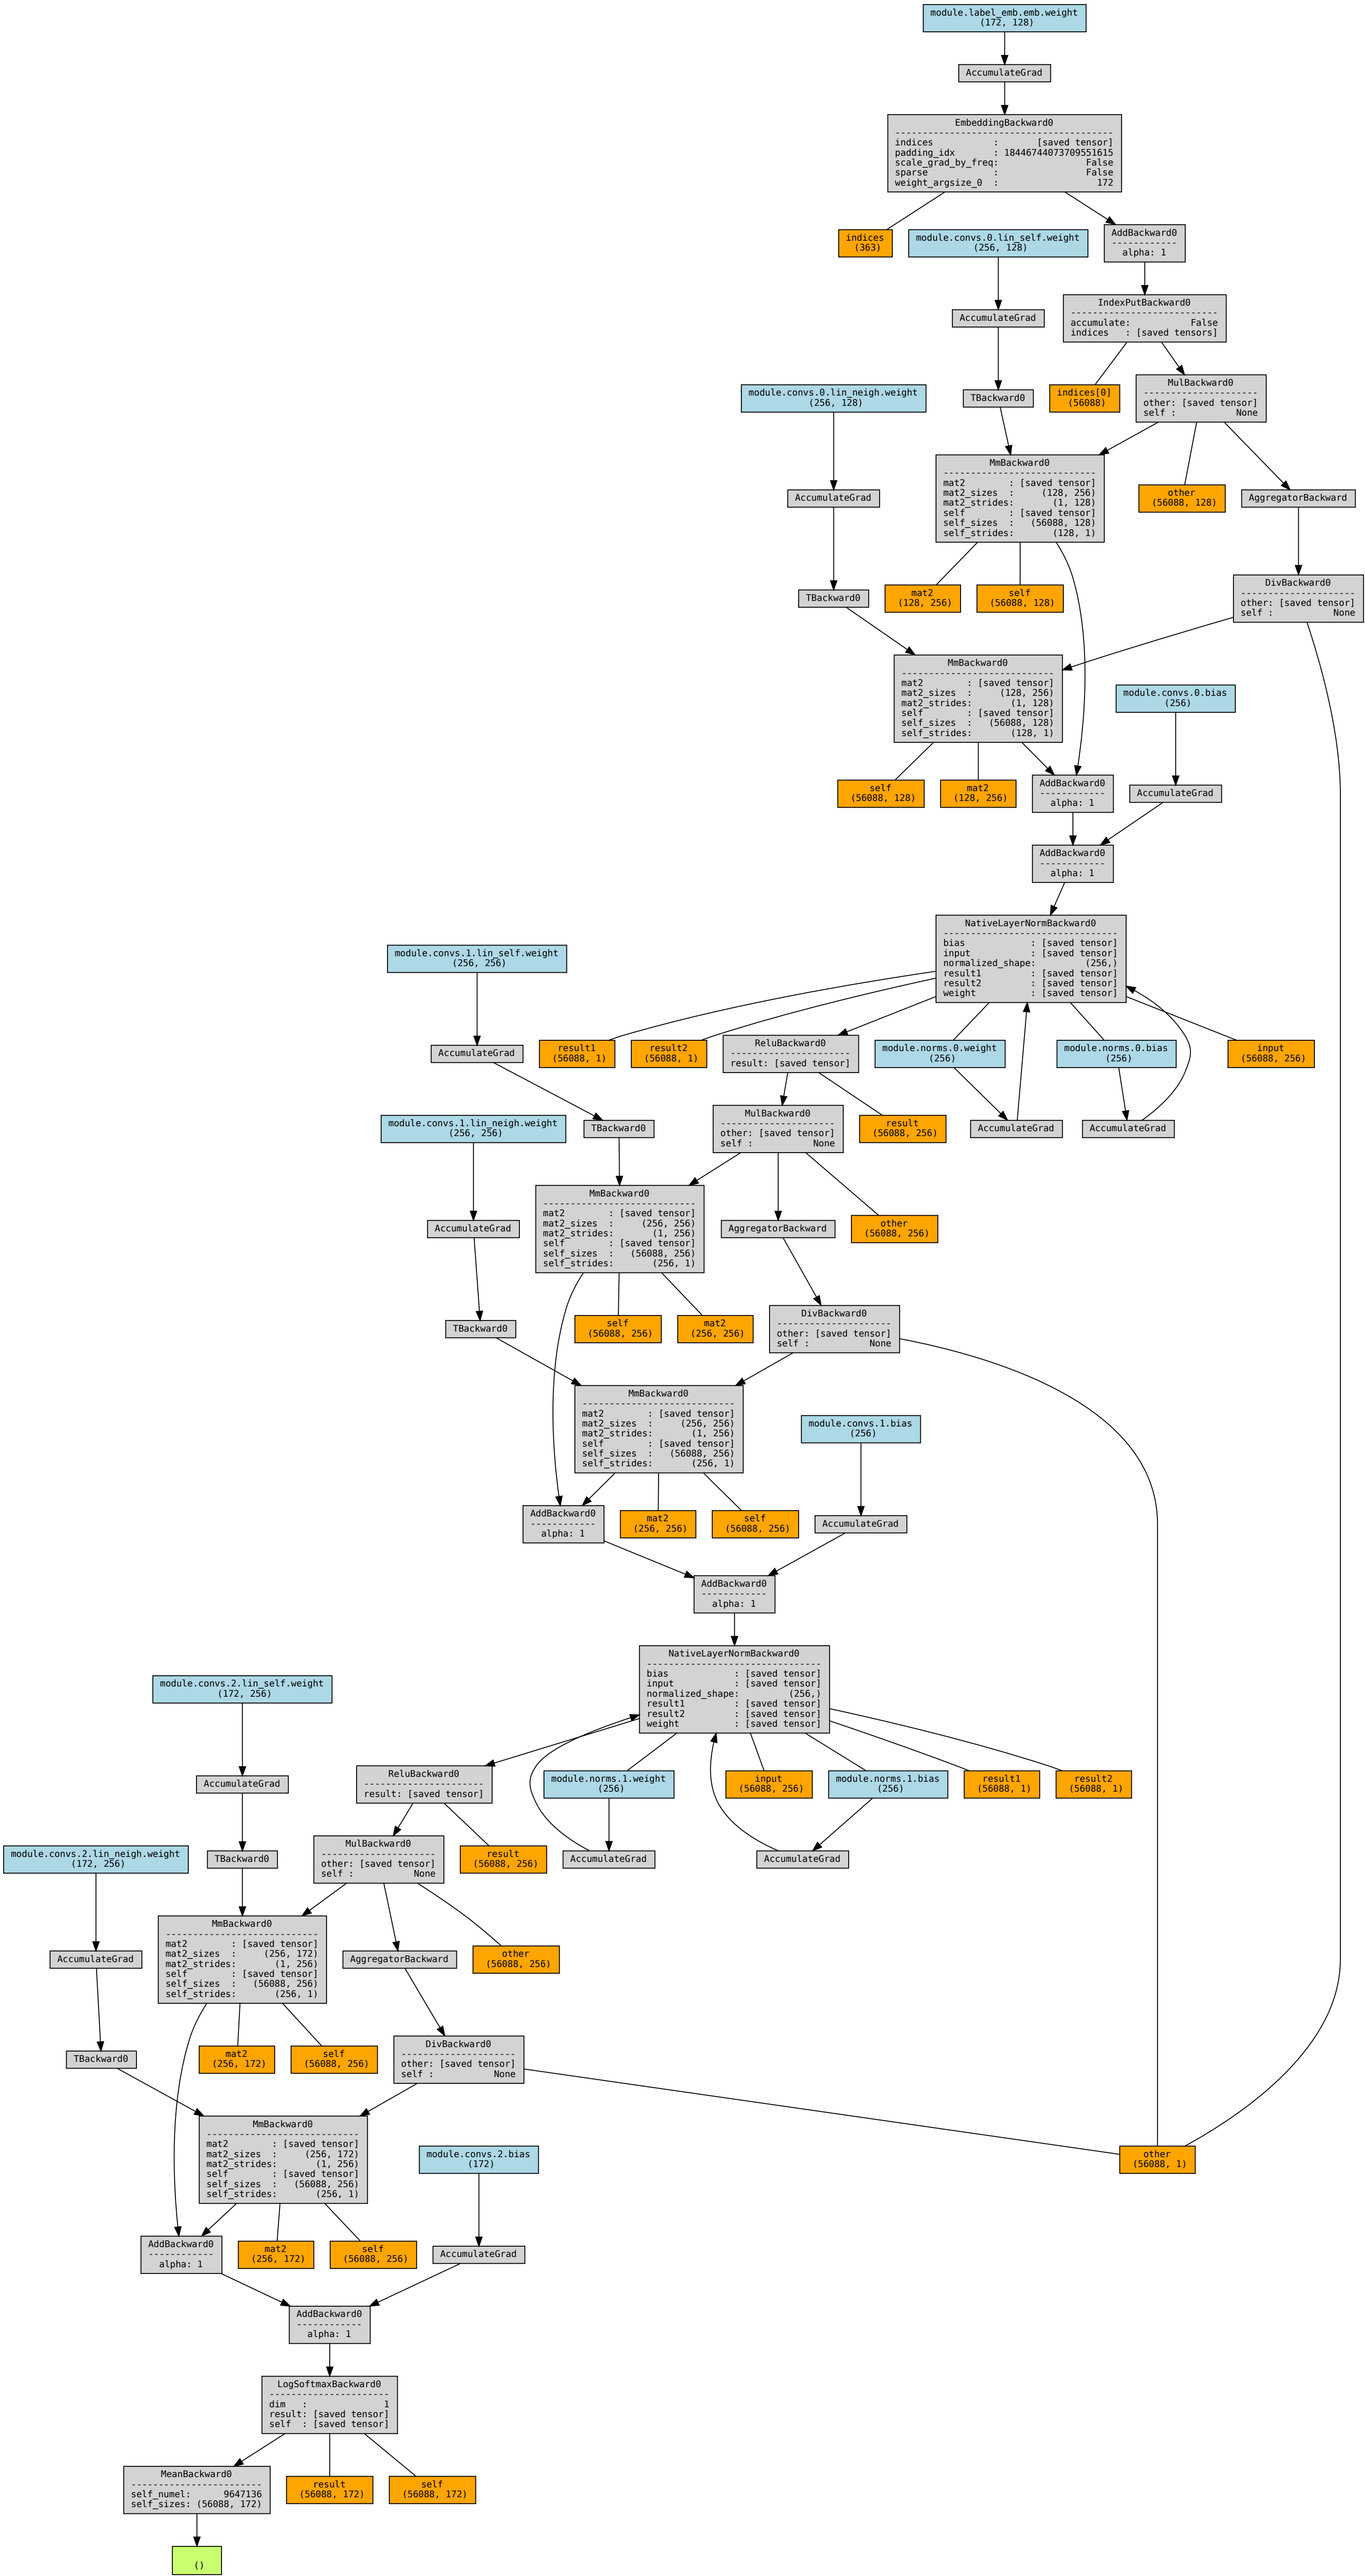 module.label_emb.emb.weight
(172, 128)
AccumulateGrad
EmbeddingBackward0
---------------------------------------
indices : [saved tensor]
padding_idx : 18446744073709551615
scale_grad_by_freq: False
sparse : False
weight_argsize_0 : 172
indices
(363)
module.convs.0.lin_self.weight
(256, 128)
AddBackward0
------------
alpha: 1
IndexPutBackward0
---------------------------
accumulate: False
indices : [saved tensors]
AccumulateGrad
module.convs.0.lin_neigh.weight
(256, 128)
TBackward0
indices[0]
(56088)
MulBackward0
---------------------
other: [saved tensor]
self : None
MmBackward0
----------------------------
mat2 : [saved tensor]
mat2_sizes : (128, 256)
mat2_strides: (1, 128)
self : [saved tensor]
self_sizes : (56088, 128)
self_strides: (128, 1)
AccumulateGrad
other
(56088, 128)
AggregatorBackward
TBackward0
mat2
(128, 256)
self
(56088, 128)
DivBackward0
---------------------
other: [saved tensor]
self : None
MmBackward0
----------------------------
mat2 : [saved tensor]
mat2_sizes : (128, 256)
mat2_strides: (1, 128)
self : [saved tensor]
self_sizes : (56088, 128)
self_strides: (128, 1)
module.convs.0.bias
(256)
self
(56088, 128)
mat2
(128, 256)
AddBackward0
------------
alpha: 1
AccumulateGrad
AddBackward0
------------
alpha: 1
NativeLayerNormBackward0
--------------------------------
bias : [saved tensor]
input : [saved tensor]
normalized_shape: (256,)
result1 : [saved tensor]
result2 : [saved tensor]
weight : [saved tensor]
module.convs.1.lin_self.weight
(256, 256)
AccumulateGrad
result1
(56088, 1)
result2
(56088, 1)
ReluBackward0
----------------------
result: [saved tensor]
module.norms.0.weight
(256)
module.norms.0.bias
(256)
input
(56088, 256)
module.convs.1.lin_neigh.weight
(256, 256)
TBackward0
MulBackward0
---------------------
other: [saved tensor]
self : None
result
(56088, 256)
AccumulateGrad
AccumulateGrad
MmBackward0
----------------------------
mat2 : [saved tensor]
mat2_sizes : (256, 256)
mat2_strides: (1, 256)
self : [saved tensor]
self_sizes : (56088, 256)
self_strides: (256, 1)
AccumulateGrad
AggregatorBackward
other
(56088, 256)
TBackward0
self
(56088, 256)
mat2
(256, 256)
DivBackward0
---------------------
other: [saved tensor]
self : None
MmBackward0
----------------------------
mat2 : [saved tensor]
mat2_sizes : (256, 256)
mat2_strides: (1, 256)
self : [saved tensor]
self_sizes : (56088, 256)
self_strides: (256, 1)
module.convs.1.bias
(256)
AddBackward0
------------
alpha: 1
mat2
(256, 256)
self
(56088, 256)
AccumulateGrad
AddBackward0
------------
alpha: 1
NativeLayerNormBackward0
--------------------------------
bias : [saved tensor]
input : [saved tensor]
normalized_shape: (256,)
result1 : [saved tensor]
result2 : [saved tensor]
weight : [saved tensor]
module.convs.2.lin_self.weight
(172, 256)
AccumulateGrad
ReluBackward0
----------------------
result: [saved tensor]
module.norms.1.weight
(256)
input
(56088, 256)
module.norms.1.bias
(256)
result1
(56088, 1)
result2
(56088, 1)
module.convs.2.lin_neigh.weight
(172, 256)
TBackward0
MulBackward0
---------------------
other: [saved tensor]
self : None
result
(56088, 256)
AccumulateGrad
AccumulateGrad
MmBackward0
----------------------------
mat2 : [saved tensor]
mat2_sizes : (256, 172)
mat2_strides: (1, 256)
self : [saved tensor]
self_sizes : (56088, 256)
self_strides: (256, 1)
AccumulateGrad
AggregatorBackward
other
(56088, 256)
TBackward0
mat2
(256, 172)
self
(56088, 256)
DivBackward0
---------------------
other: [saved tensor]
self : None
MmBackward0
----------------------------
mat2 : [saved tensor]
mat2_sizes : (256, 172)
mat2_strides: (1, 256)
self : [saved tensor]
self_sizes : (56088, 256)
self_strides: (256, 1)
module.convs.2.bias
(172)
other
(56088, 1)
AddBackward0
------------
alpha: 1
mat2
(256, 172)
self
(56088, 256)
AccumulateGrad
AddBackward0
------------
alpha: 1
LogSoftmaxBackward0
----------------------
dim : 1
result: [saved tensor]
self : [saved tensor]
MeanBackward0
------------------------
self_numel: 9647136
self_sizes: (56088, 172)
result
(56088, 172)
self
(56088, 172)
()